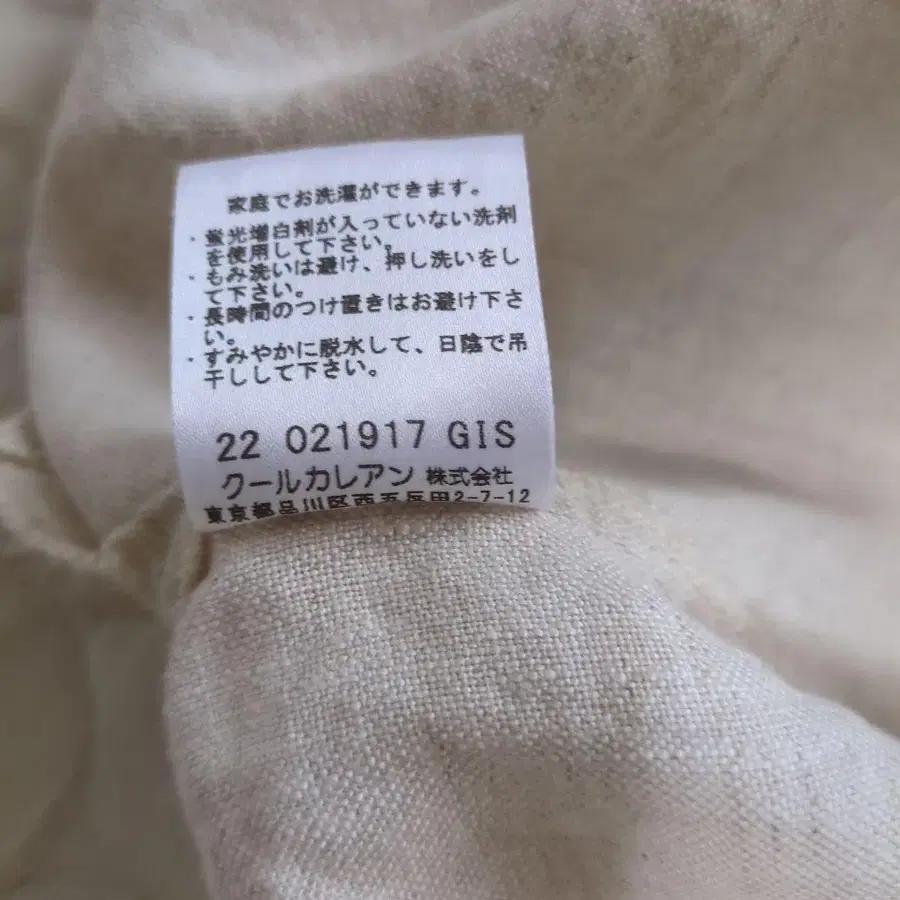 家庭でお洗濯ができます。
・蛍光増白剤が入っていない洗剤
を使用して下さい。
・もみ洗いは避け、押し洗いをし
て下さい。
・長時間のつけ置きはお避け下さ
い。
・すみやかに脱水して、日陰で吊
干しして下さい。
22 021917 GIS
クールカレアン 株式会社
東京都品川区西五反田2-7-12